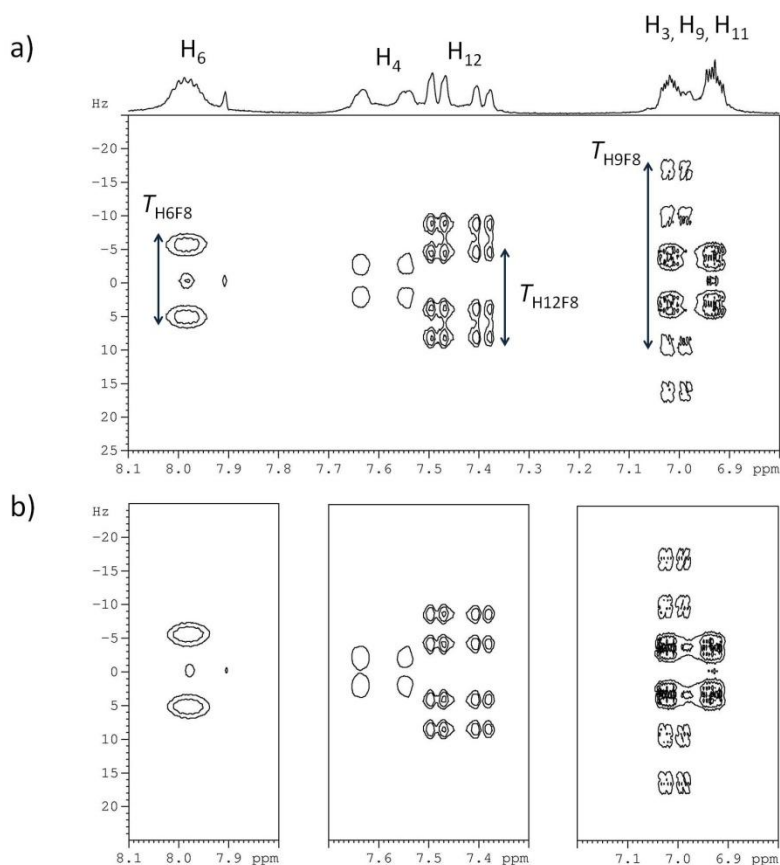 a)
H6
H4
H12
H3, H9, H11
Hz
-20
-15
-10
-5
0
5
10
15
20
25
TH6F8
TH12F8
TH9F8
8.1 8.0 7.9 7.8 7.7 7.6 7.5 7.4 7.3 7.2 7.1 7.0 6.9 ppm
b)
Hz
-20
-15
-10
-5
0
5
10
15
20
8.1 8.0 7.9 ppm
7.6 7.5 7.4 ppm
7.1 7.0 6.9 ppm